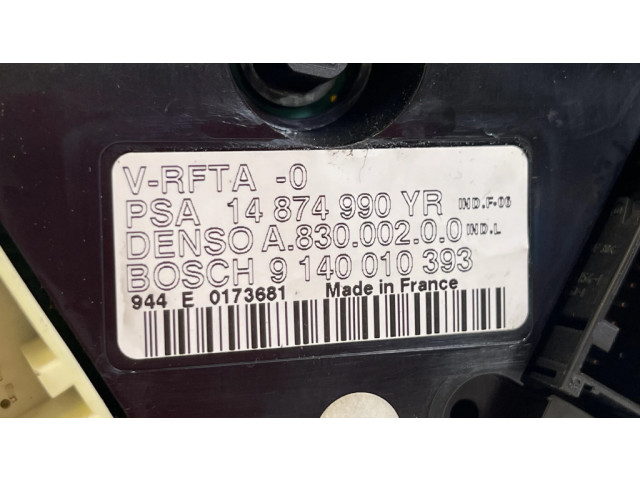 V-RFTA -0
PSA 14 874 990 YR IND.F-06
DENSO A.830.002.0.0 IND.L
BOSCH 9 140 010 393
944 E 0173681 Made in France